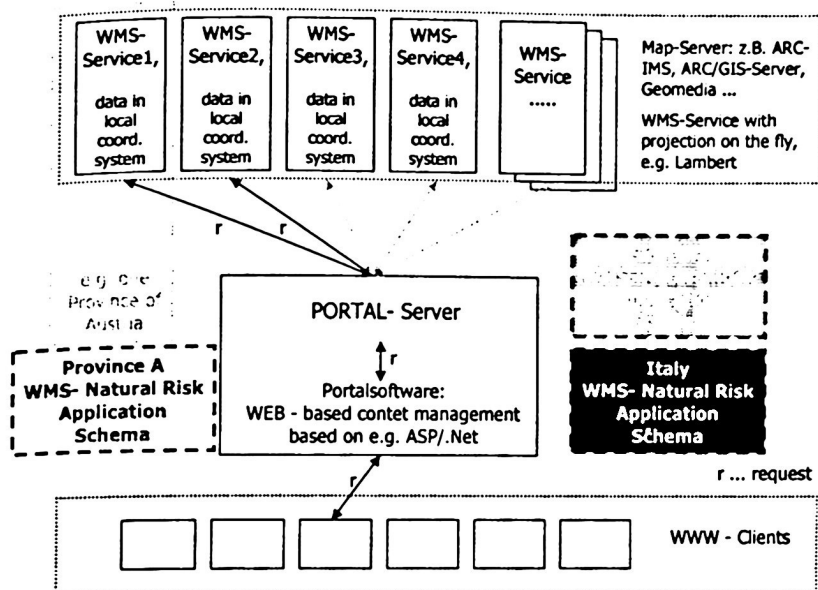 WMS-
Service1,
data in
local
coord.
system
WMS-
Service2,
data in
local
coord.
system
WMS-
Service3,
data in
local
coord.
system
WMS-
Service4,
data in
local
coord.
system
WMS-
Service
.....
Map-Server: z.B. ARC-
IMS, ARC/GIS-Server,
Geomedia ...
WMS-Service with
projection on the fly,
e.g. Lambert
r
r
e.g. one
Province of
Austria
Province A
WMS- Natural Risk
Application
Schema
PORTAL- Server
r
Portalsoftware:
WEB - based contet management
based on e.g. ASP/.Net
Italy
WMS- Natural Risk
Application
Schema
r ... request
r
WWW - Clients